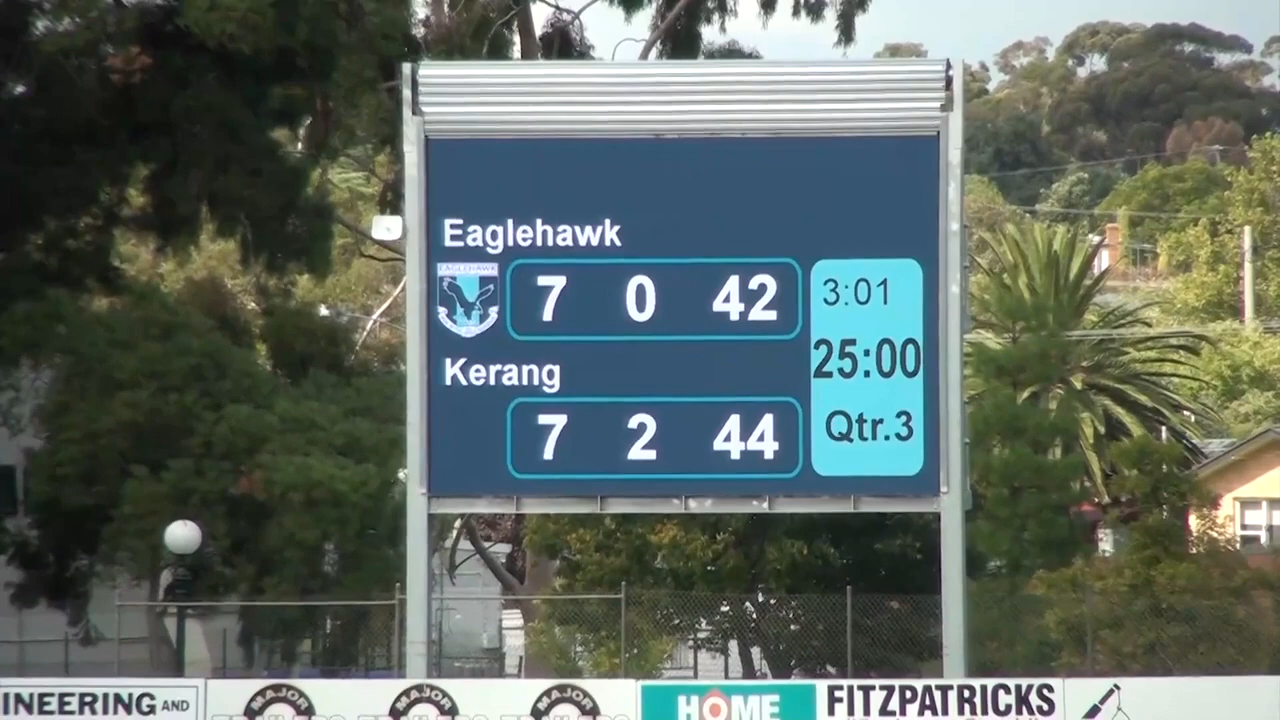 Eaglehawk
EAGLEHAWK
7 0 42
3:01
25:00
Kerang
7 2 44
Qtr.3
INEERING AND
MAJOR
MAJOR
MAJOR
HOME
FITZPATRICKS